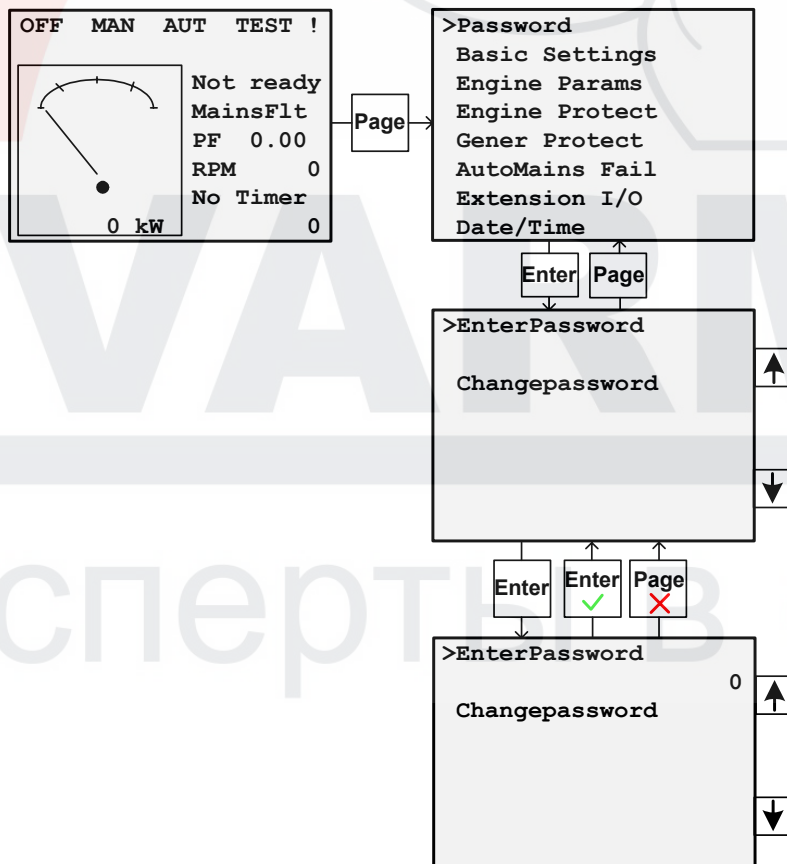 OFF MAN AUT TEST !
Not ready
MainsFlt
PF 0.00
RPM 0
No Timer
0 kW 0
Page
>Password
Basic Settings
Engine Params
Engine Protect
Gener Protect
AutoMains Fail
Extension I/O
Date/Time
Enter Page
>EnterPassword
Changepassword
Enter Enter Page
>EnterPassword
0
Changepassword
VARM
сперты в